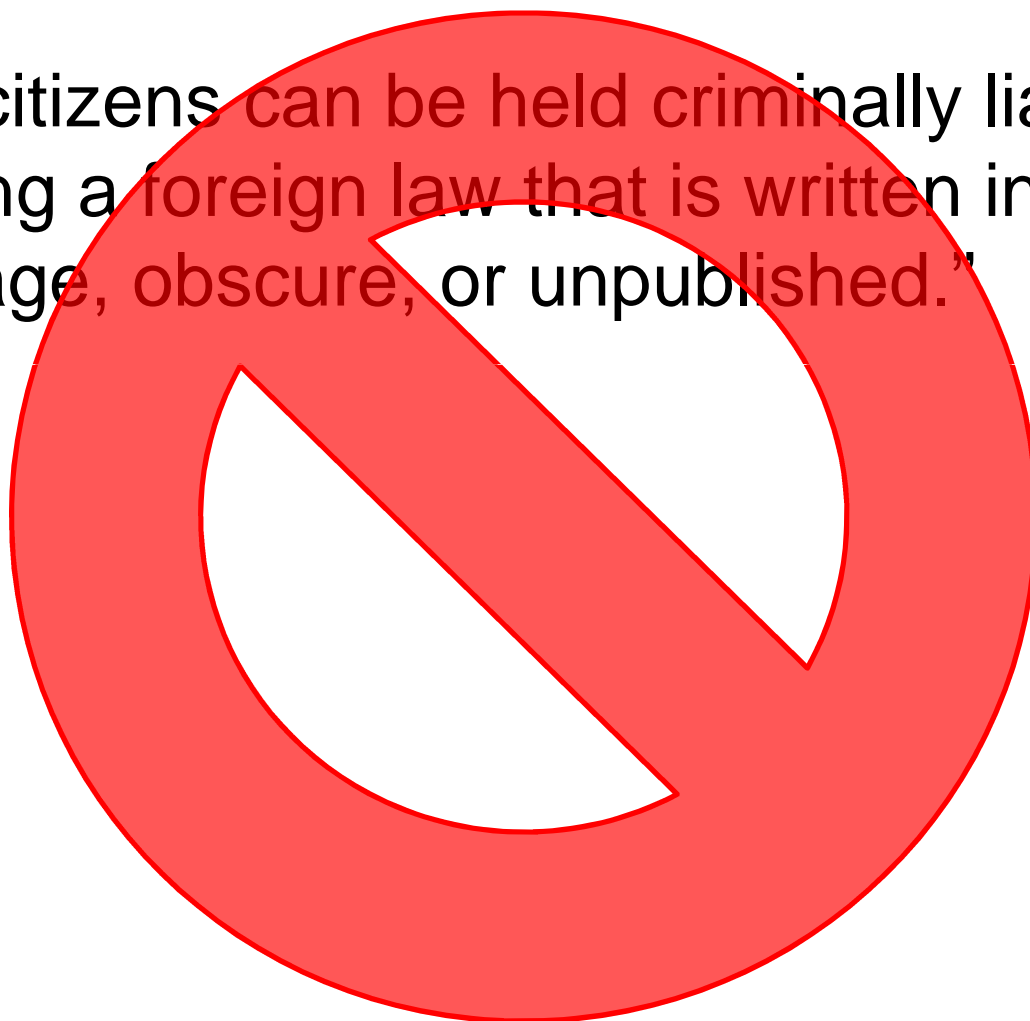 citizens can be held criminally
a foreign law that is written
obscure, or unpublished.”